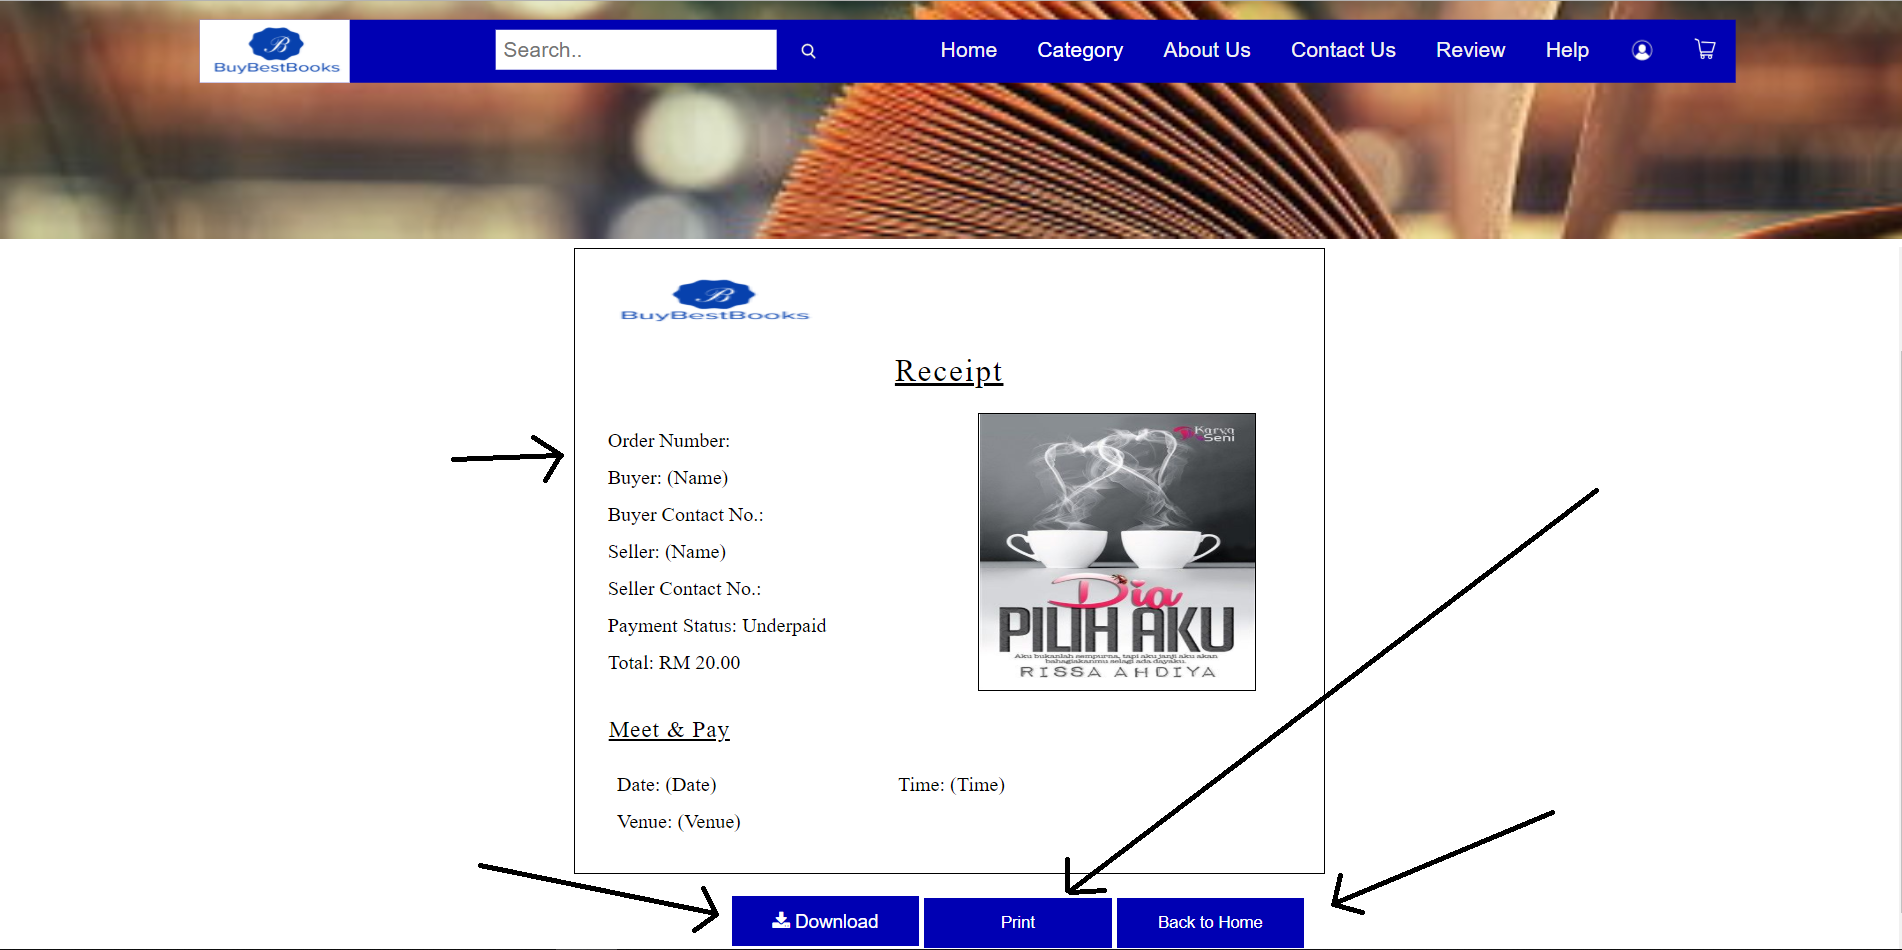 B
BuyBestBooks
Search..
Home
Category
About Us
Contact Us
Review
Help
B
BuyBestBooks
Receipt
Order Number:
Buyer: (Name)
Buyer Contact No.:
Seller: (Name)
Seller Contact No.:
Payment Status: Underpaid
Total: RM 20.00
Karya
Seni
Dia
PILIH AKU
Aku bukanlah sempurna, tapi aku janji aku akan
bahagiakanmu selagi ada dayaku.
RISSA AHDIYA
Meet & Pay
Date: (Date)
Time: (Time)
Venue: (Venue)
Download
Print
Back to Home